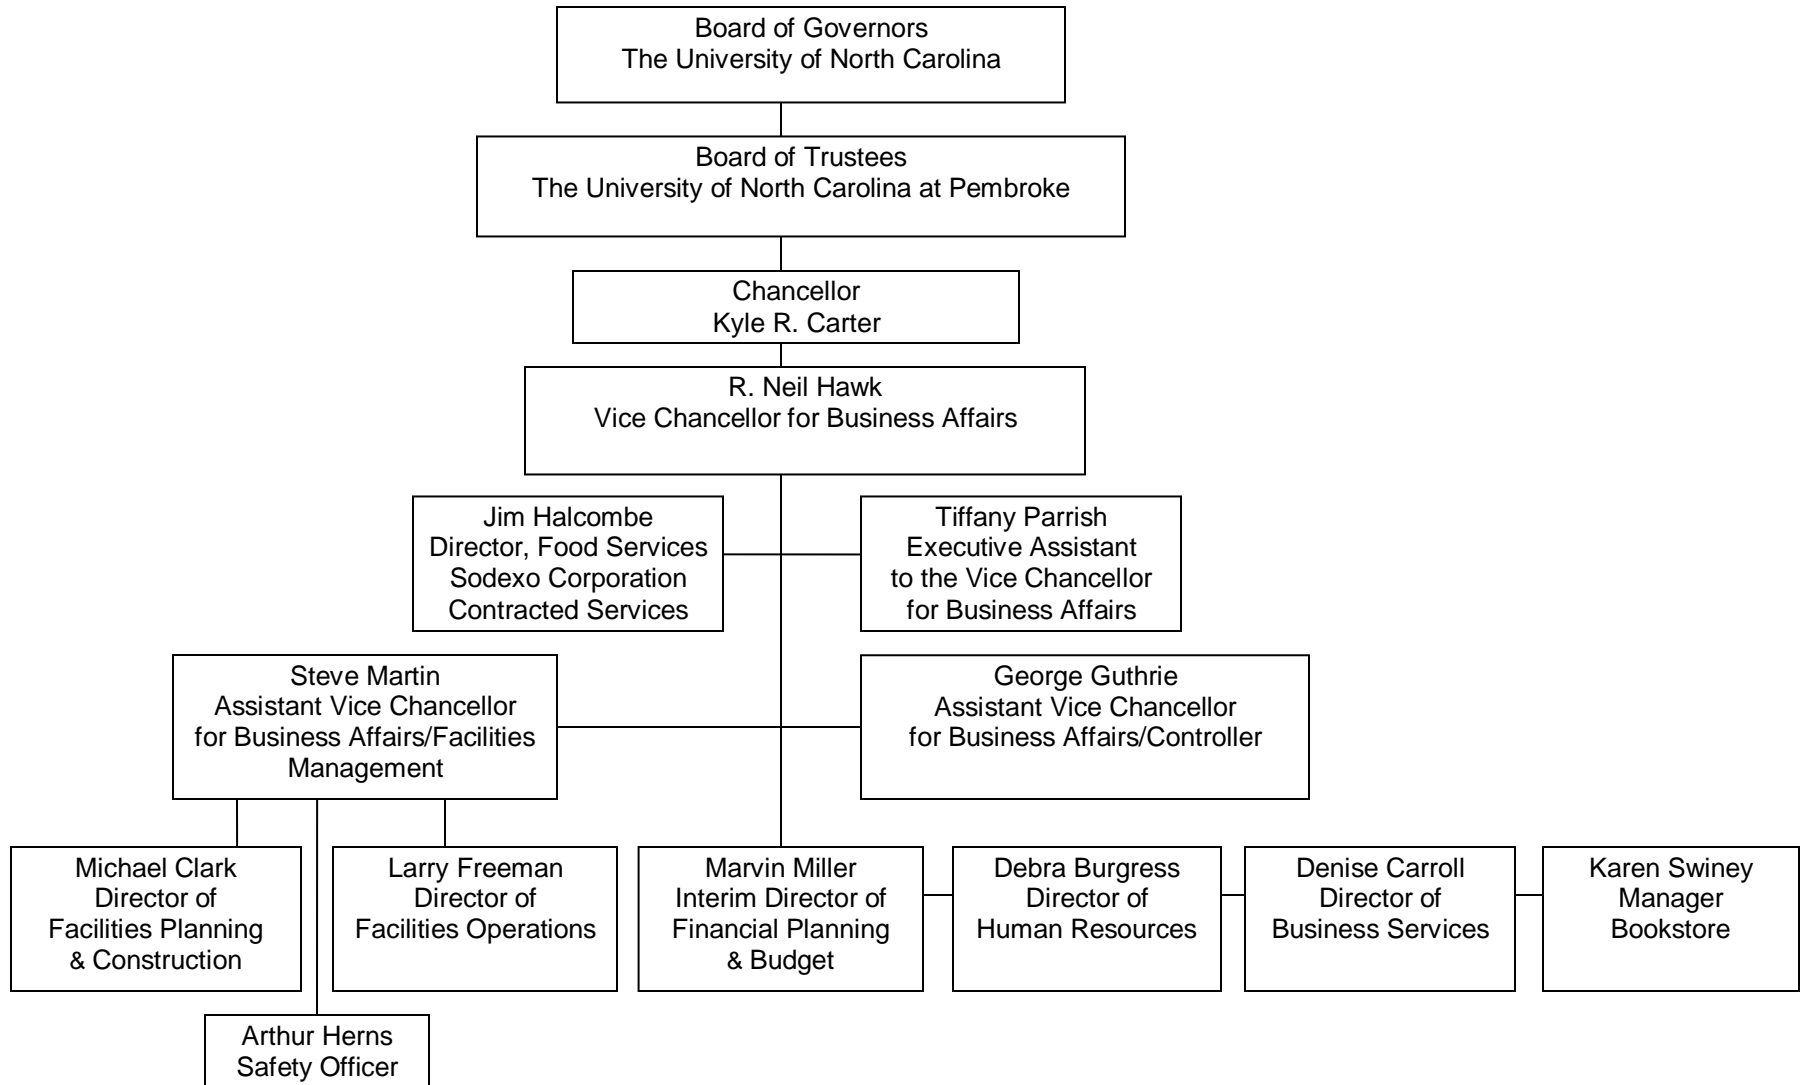 Board of Governors
The University of North Carolina
Board of Trustees
The University of North Carolina at Pembroke
Chancellor
Kyle R. Carter
R. Neil Hawk
Vice Chancellor for Business Affairs
Jim Halcombe
Director, Food Services
Sodexo Corporation
Contracted Services
Tiffany Parrish
Executive Assistant
to the Vice Chancellor
for Business Affairs
Steve Martin
Assistant Vice Chancellor
for Business Affairs/Facilities
Management
George Guthrie
Assistant Vice Chancellor
for Business Affairs/Controller
Michael Clark
Director of
Facilities Planning
& Construction
Larry Freeman
Director of
Facilities Operations
Marvin Miller
Interim Director of
Financial Planning
& Budget
Debra Burgress
Director of
Human Resources
Denise Carroll
Director of
Business Services
Karen Swiney
Manager
Bookstore
Arthur Herns
Safety Officer